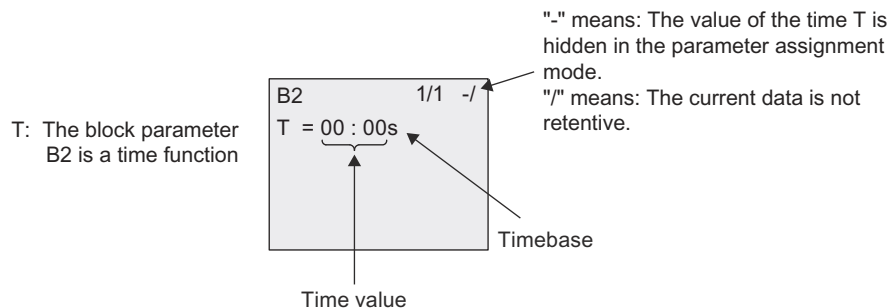 "-" means: The value of the time T is
hidden in the parameter assignment
mode.
"/" means: The current data is not
retentive.
B2 1/1 -/
T = 00 : 00s
T: The block parameter
B2 is a time function
Timebase
Time value